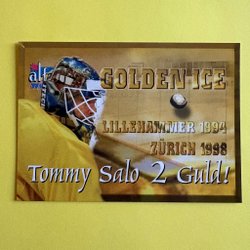 alfa
GOLDEN ICE
LILLEHAMMER 1994
ZÜRICH 1998
Tommy Salo 2 Guld!